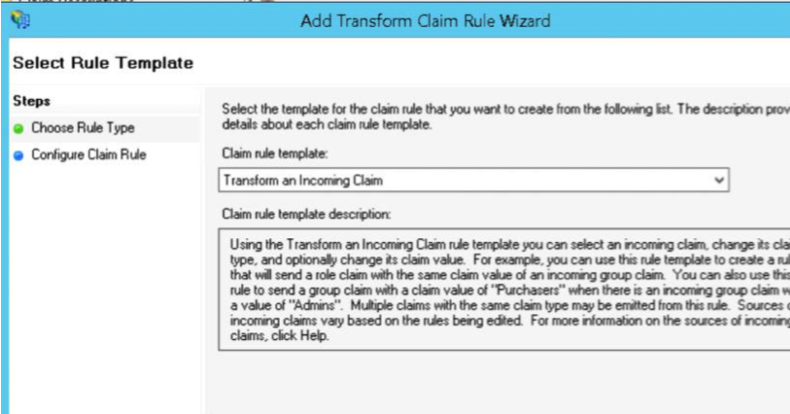 Add Transform Claim Rule Wizard
Select Rule Template
Steps
Choose Rule Type
Configure Claim Rule
Select the template for the claim rule that you want to create from the following list. The description prov
details about each claim rule template.
Claim rule template:
Transform an Incoming Claim
Claim rule template description:
Using the Transform an Incoming Claim rule template you can select an incoming claim, change its clai
type, and optionally change its claim value. For example, you can use this rule template to create a rul
that will send a role claim with the same claim value of an incoming group claim. You can also use this
rule to send a group claim with a claim value of "Purchasers" when there is an incoming group claim w
a value of "Admins". Multiple claims with the same claim type may be emitted from this rule. Sources o
incoming claims vary based on the rules being edited. For more information on the sources of incoming
claims, click Help.